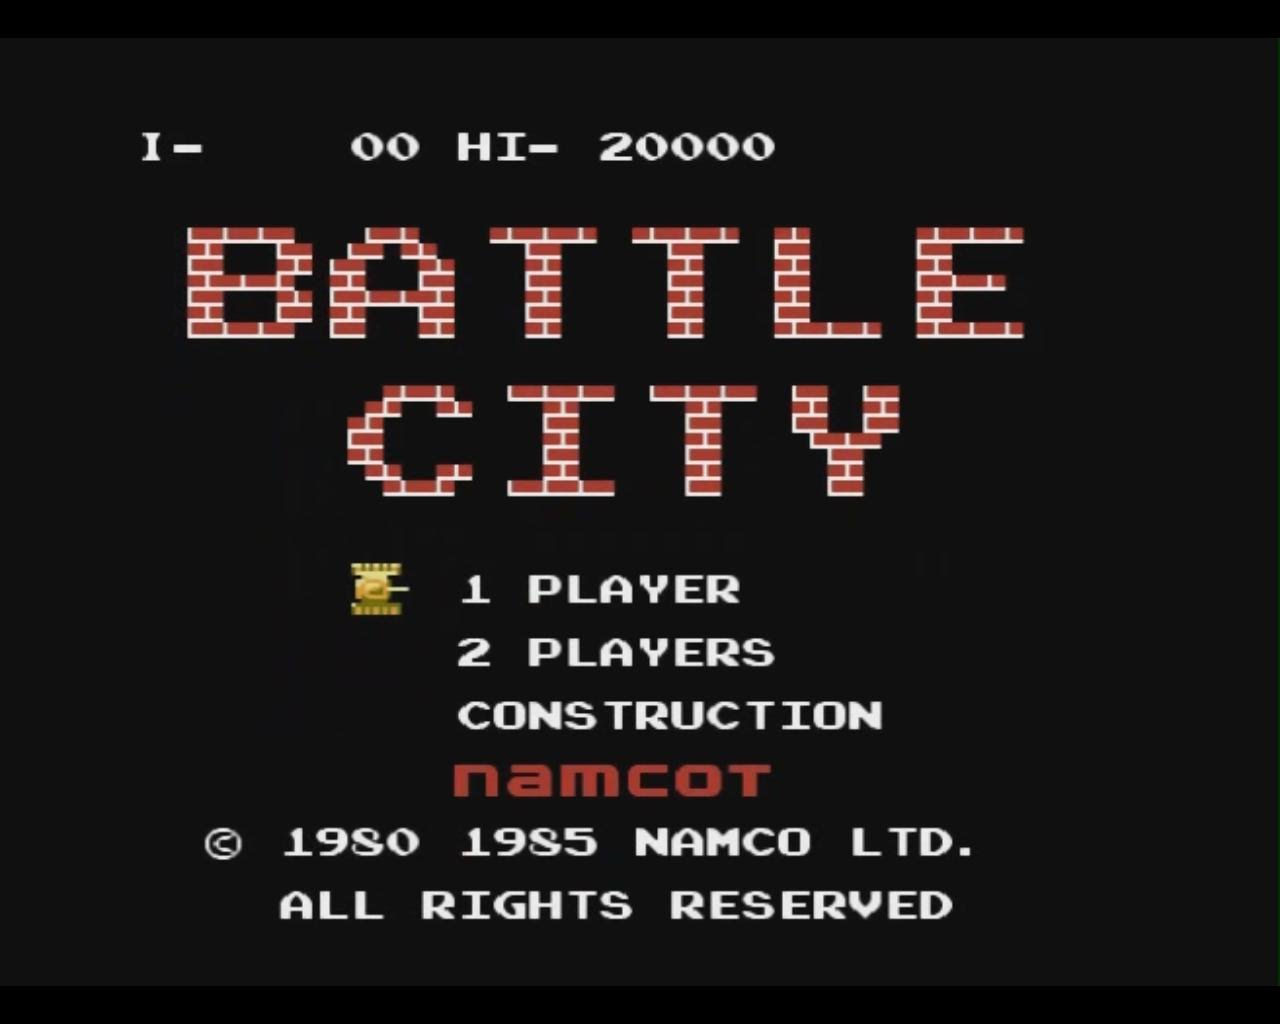 I- 00 HI- 20000
BATTLE
CITY
1 PLAYER
2 PLAYERS
CONSTRUCTION
namcot
© 1980 1985 NAMCO LTD.
ALL RIGHTS RESERVED